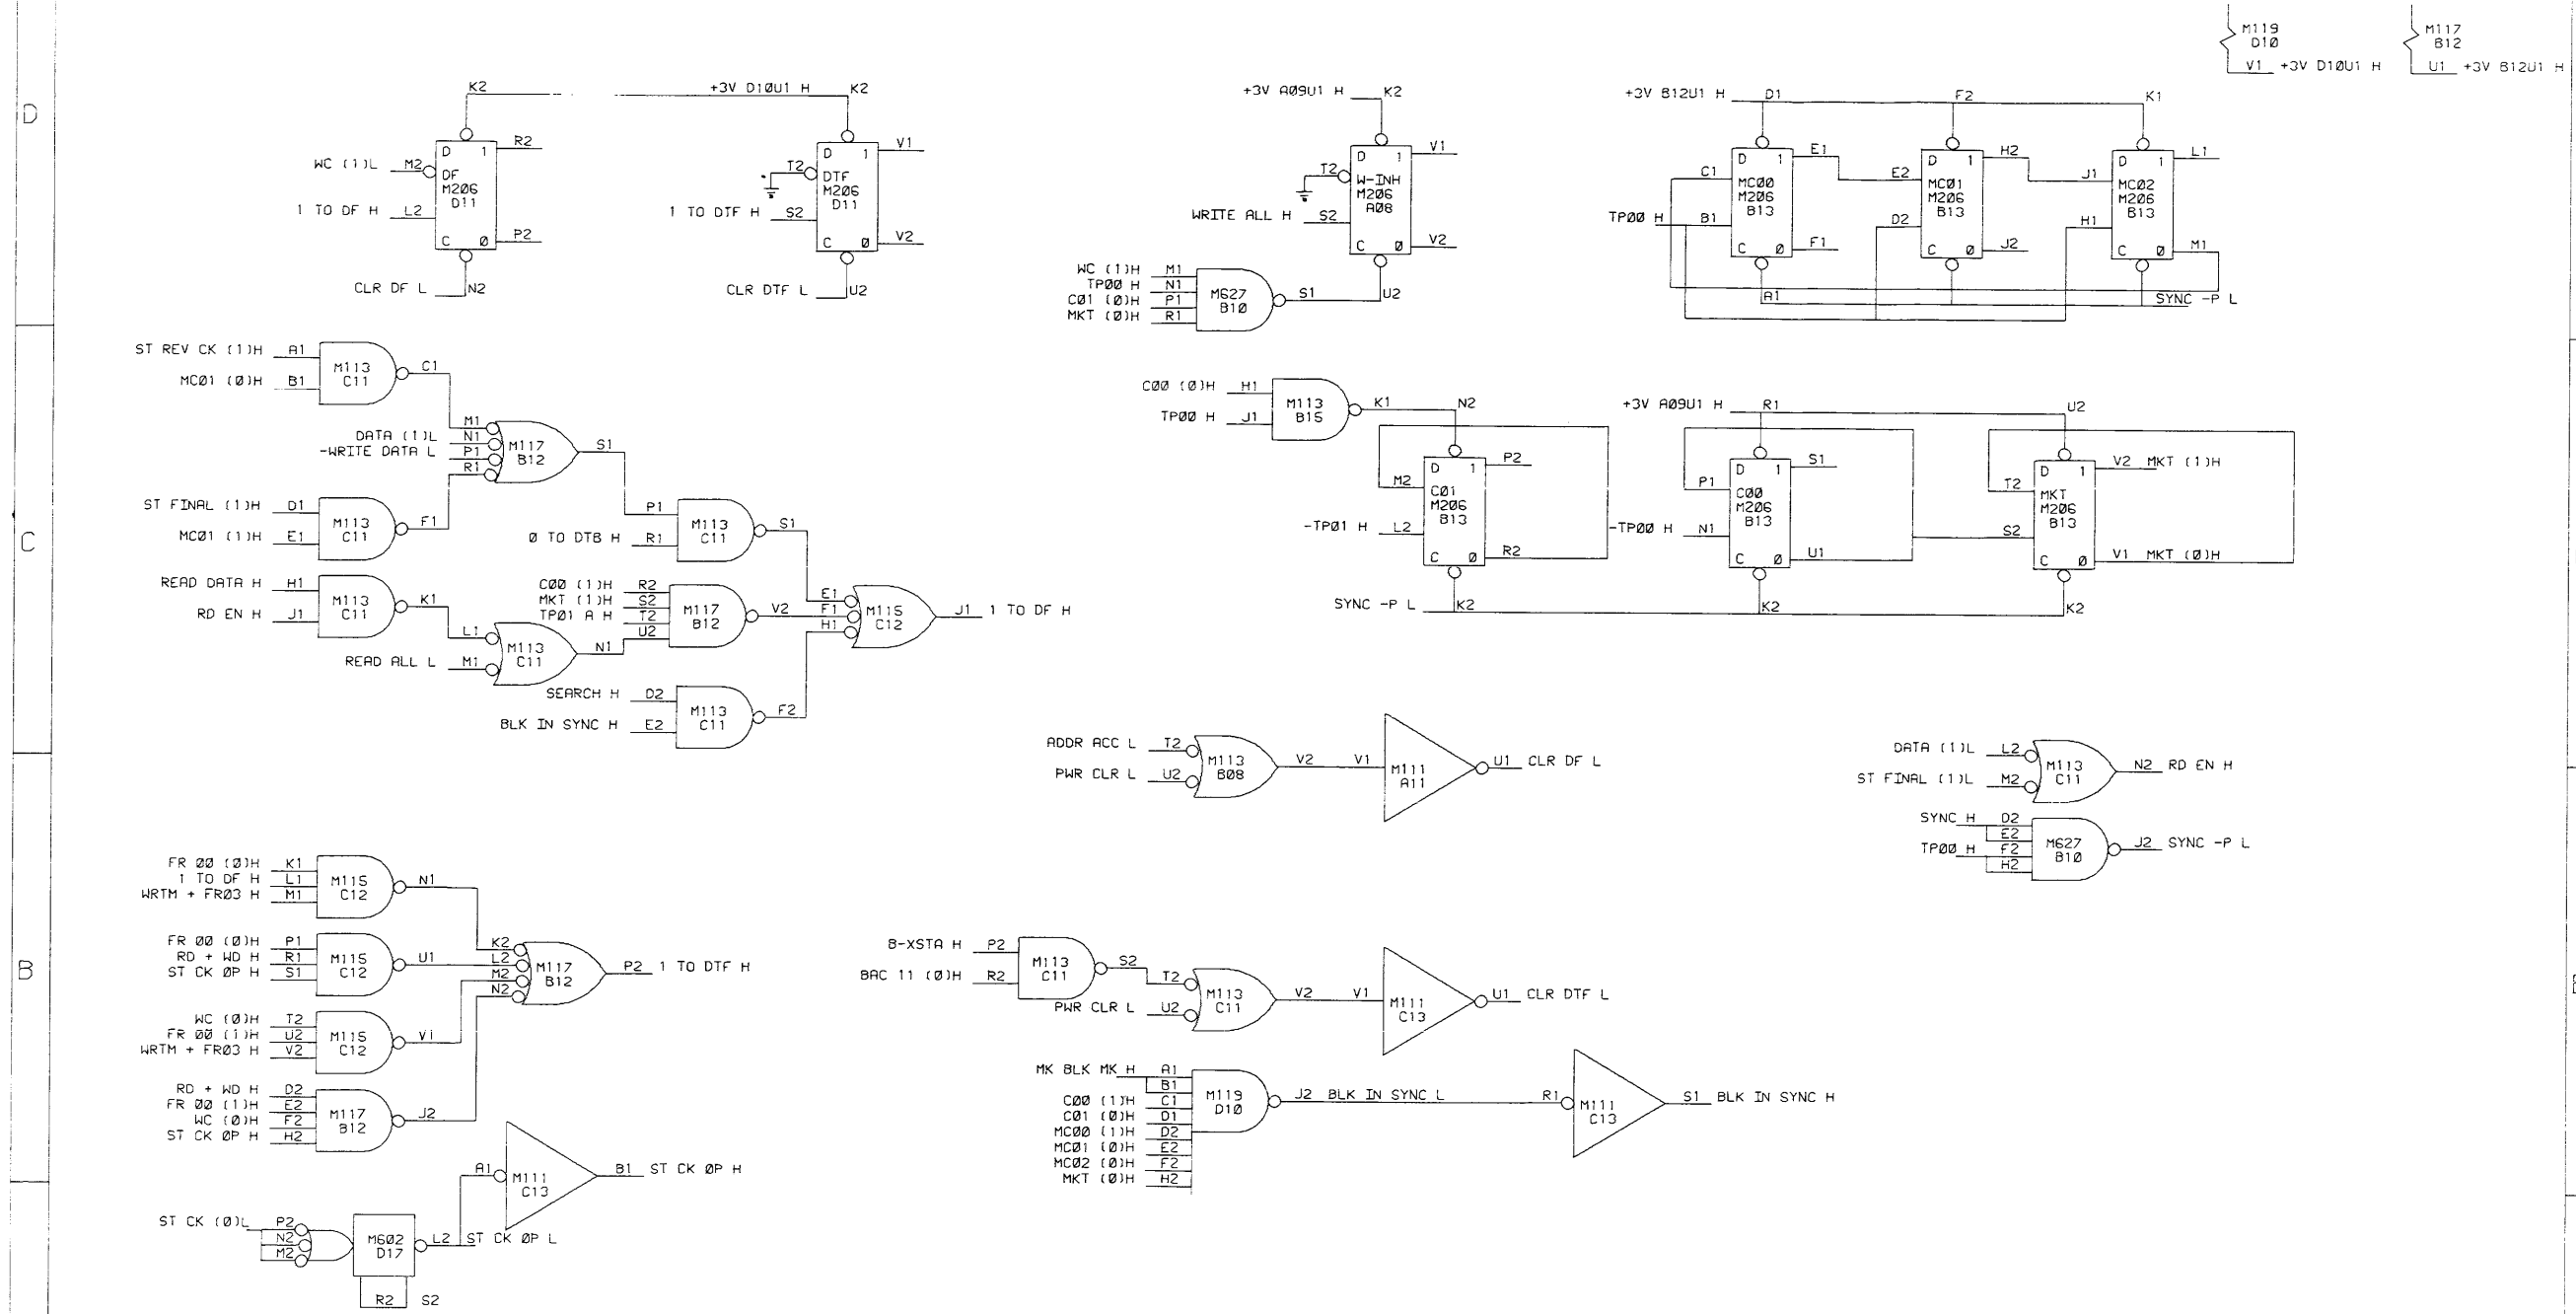 M119
D10
V1 +3V D10U1 H
M117
B12
U1 +3V B12U1 H
D
K2 +3V D10U1 H K2
D 1 R2
WC (1)L M2
DF
M206
D11
1 TO DF H L2
C 0 P2
CLR DF L N2
D 1 V1
T2 DTF
M206
D11
1 TO DTF H S2
C 0 V2
CLR DTF L U2
+3V A09U1 H K2
D 1 V1
T2 W-INH
M206
A08
WRITE ALL H S2
C 0 V2
WC (1)H M1
TP00 H N1
C01 (0)H P1
MKT (0)H R1
M627
B10
S1 U2
+3V B12U1 H D1 F2 K1
D 1 E1
C1 MC00
M206
B13
TP00 H B1
C 0 F1
A1
D 1 H2
E2 MC01
M206
B13
D2
C 0 J2
D 1 L1
J1 MC02
M206
B13
H1
C 0 M1
SYNC -P L
ST REV CK (1)H A1
MC01 (0)H B1
M113
C11
C1
DATA (1)L
-WRITE DATA L
M1
N1
P1
R1
M117
B12
S1
ST FINAL (1)H D1
MC01 (1)H E1
M113
C11
F1
C
P1
0 TO DTB H R1
M113
C11
S1
READ DATA H H1
RD EN H J1
M113
C11
K1
L1
READ ALL L M1
M113
C11
N1
C00 (1)H R2
MKT (1)H S2
TP01 A H T2
U2
M117
B12
V2
E1
F1
H1
M115
C12
J1 1 TO DF H
SEARCH H D2
BLK IN SYNC H E2
M113
C11
F2
C00 (0)H H1
TP00 H J1
M113
B15
K1 N2
D 1 P2
M2 C01
M206
B13
-TP01 H L2
C 0 R2
+3V A09U1 H R1 U2
D 1 S1
P1 C00
M206
B13
-TP00 H N1
C 0 U1
D 1 V2 MKT (1)H
T2 MKT
M206
B13
S2
C 0 V1 MKT (0)H
SYNC -P L K2 K2 K2
ADDR ACC L T2
PWR CLR L U2
M113
B08
V2 V1
M111
A11
U1 CLR DF L
DATA (1)L L2
ST FINAL (1)L M2
M113
C11
N2 RD EN H
SYNC H D2
E2
TP00 H F2
H2
M627
B10
J2 SYNC -P L
FR 00 (0)H K1
1 TO DF H L1
WRTM + FR03 H M1
M115
C12
N1
B
FR 00 (0)H P1
RD + WD H R1
ST CK 0P H S1
M115
C12
U1
K2
L2
M2
N2
M117
B12
P2 1 TO DTF H
WC (0)H T2
FR 00 (1)H U2
WRTM + FR03 H V2
M115
C12
V1
RD + WD H D2
FR 00 (1)H E2
WC (0)H F2
ST CK 0P H H2
M117
B12
J2
B-XSTA H P2
BAC 11 (0)H R2
M113
C11
S2 T2
PWR CLR L U2
M113
C11
V2 V1
M111
C13
U1 CLR DTF L
MK BLK MK H A1
B1
C00 (1)H C1
C01 (0)H D1
MC00 (1)H D2
MC01 (0)H E2
MC02 (0)H F2
MKT (0)H H2
M119
D10
J2 BLK IN SYNC L R1
M111
C13
S1 BLK IN SYNC H
A1
M111
C13
B1 ST CK 0P H
ST CK (0)L P2
N2
M2
M602
D17
L2 ST CK 0P L
R2 S2